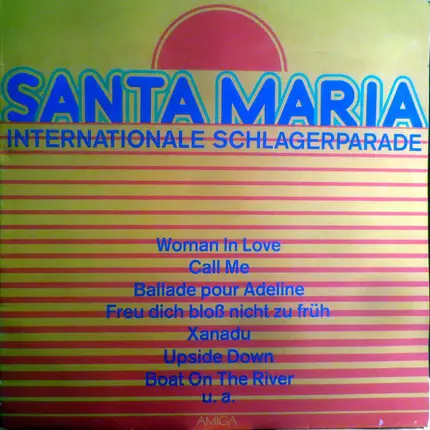 SANTA MARIA
INTERNATIONALE SCHLAGERPARADE
Woman In Love
Call Me
Ballade pour Adeline
Freu dich bloß nicht zu früh
Xanadu
Upside Down
Boat On The River
u. a.
AMIGA